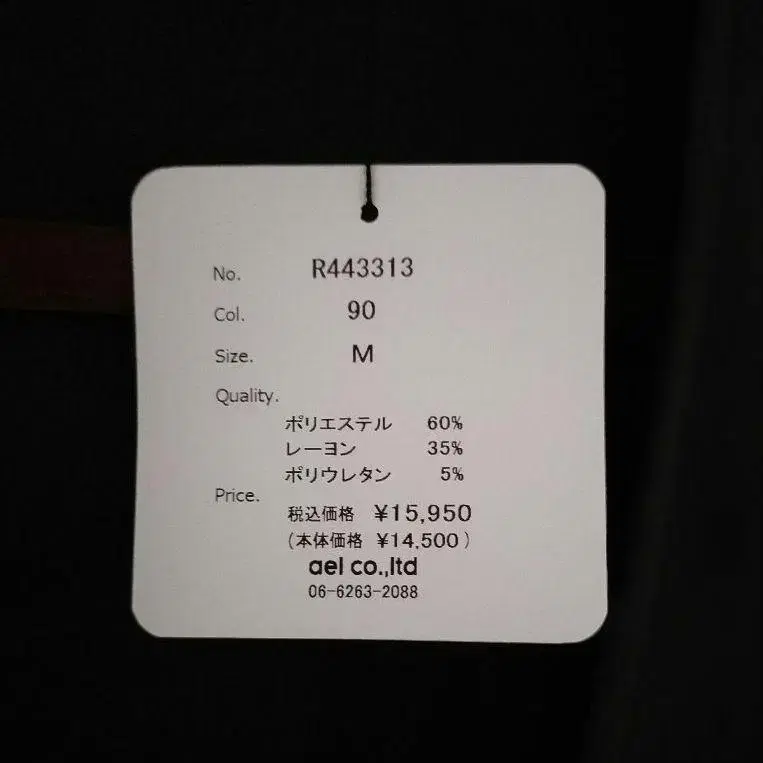 No. R443313
Col. 90
Size. M
Quality.
ポリエステル 60%
レーヨン 35%
ポリウレタン 5%
Price.
税込価格 ¥15,950
(本体価格 ¥14,500)
ael co.,ltd
06-6263-2088